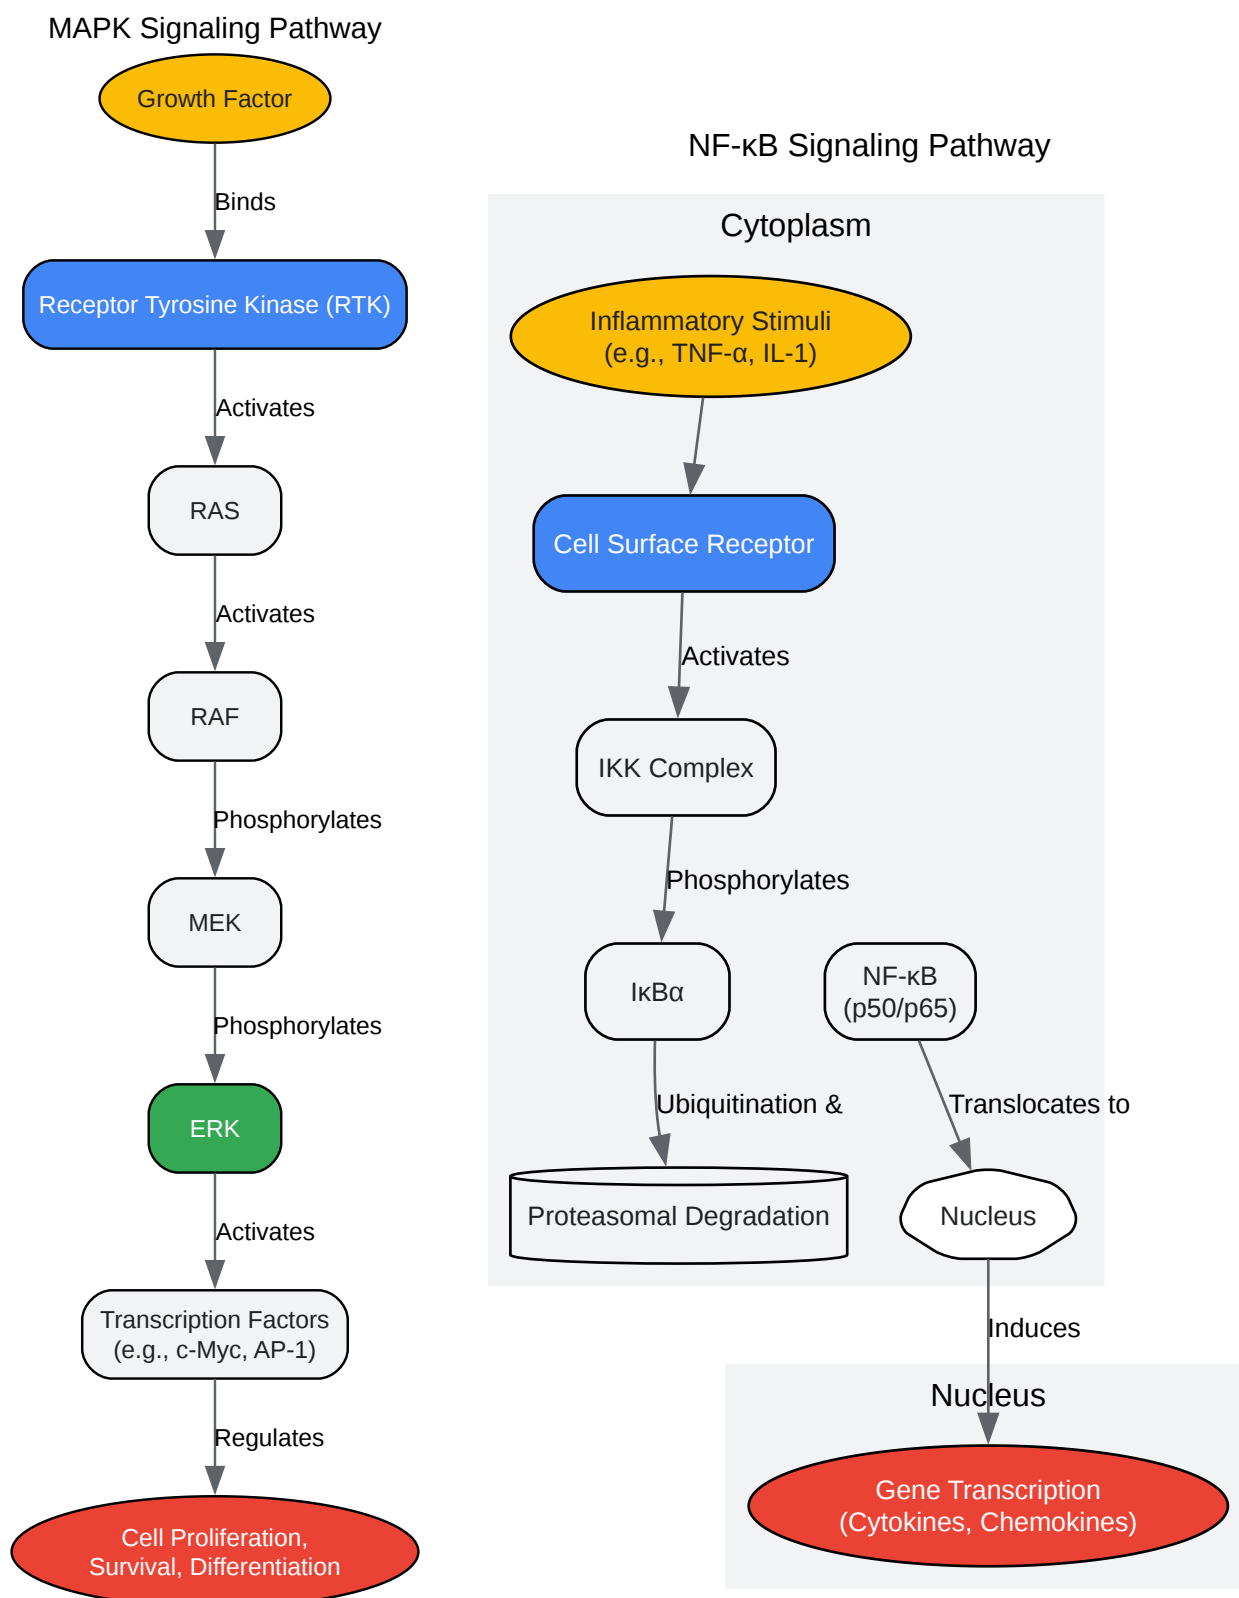 MAPK Signaling Pathway
Growth Factor
Binds
Receptor Tyrosine Kinase (RTK)
Activates
RAS
Activates
RAF
Phosphorylates
MEK
Phosphorylates
ERK
Activates
Transcription Factors
(e.g., c-Myc, AP-1)
Regulates
Cell Proliferation,
Survival, Differentiation
NF-κB Signaling Pathway
Cytoplasm
Inflammatory Stimuli
(e.g., TNF-α, IL-1)
Cell Surface Receptor
Activates
IKK Complex
Phosphorylates
IκBα
NF-κB
(p50/p65)
Ubiquitination &
Translocates to
Proteasomal Degradation
Nucleus
Induces
Nucleus
Gene Transcription
(Cytokines, Chemokines)